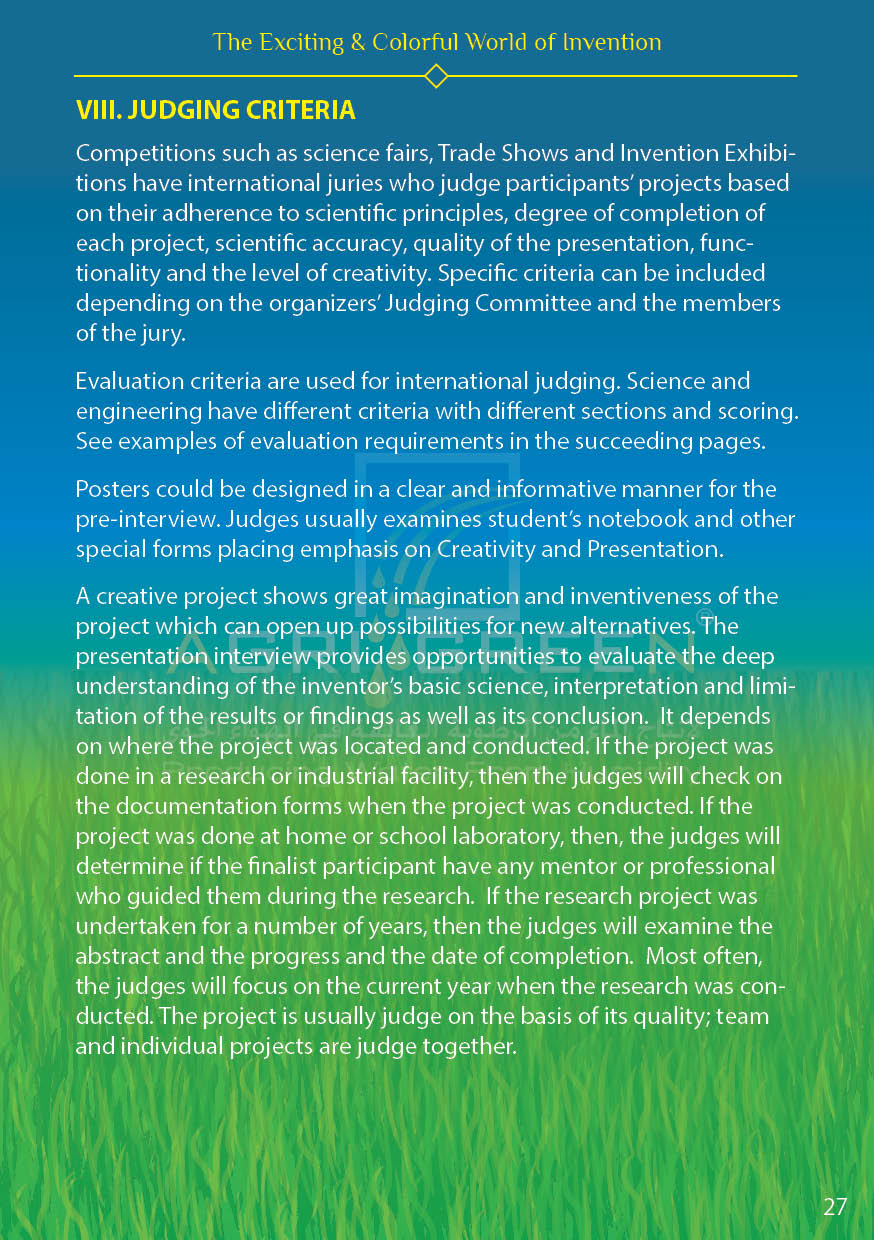 The Exciting & Colorful World of Invention
VIII. JUDGING CRITERIA
Competitions such as science fairs, Trade Shows and Invention Exhibi-
tions have international juries who judge participants' projects based
on their adherence to scientific principles, degree of completion of
each project, scientific accuracy, quality of the presentation, func-
tionality and the level of creativity. Specific criteria can be included
depending on the organizers' Judging Committee and the members
of the jury.
Evaluation criteria are used for international judging. Science and
engineering have different criteria with different sections and scoring.
See examples of evaluation requirements in the succeeding pages.
Posters could be designed in a clear and informative manner for the
pre-interview. Judges usually examines student's notebook and other
special forms placing emphasis on Creativity and Presentation.
A creative project shows great imagination and inventiveness of the
project which can open up possibilities for new alternatives. The
presentation interview provides opportunities to evaluate the deep
understanding of the inventor's basic science, interpretation and limi-
tation of the results or findings as well as its conclusion.  It depends
on where the project was located and conducted. If the project was
done in a research or industrial facility, then the judges will check on
the documentation forms when the project was conducted. If the
project was done at home or school laboratory, then, the judges will
determine if the finalist participant have any mentor or professional
who guided them during the research.  If the research project was
undertaken for a number of years, then the judges will examine the
abstract and the progress and the date of completion.  Most often,
the judges will focus on the current year when the research was con-
ducted. The project is usually judge on the basis of its quality; team
and individual projects are judge together.
AGRI GREEN ®
27